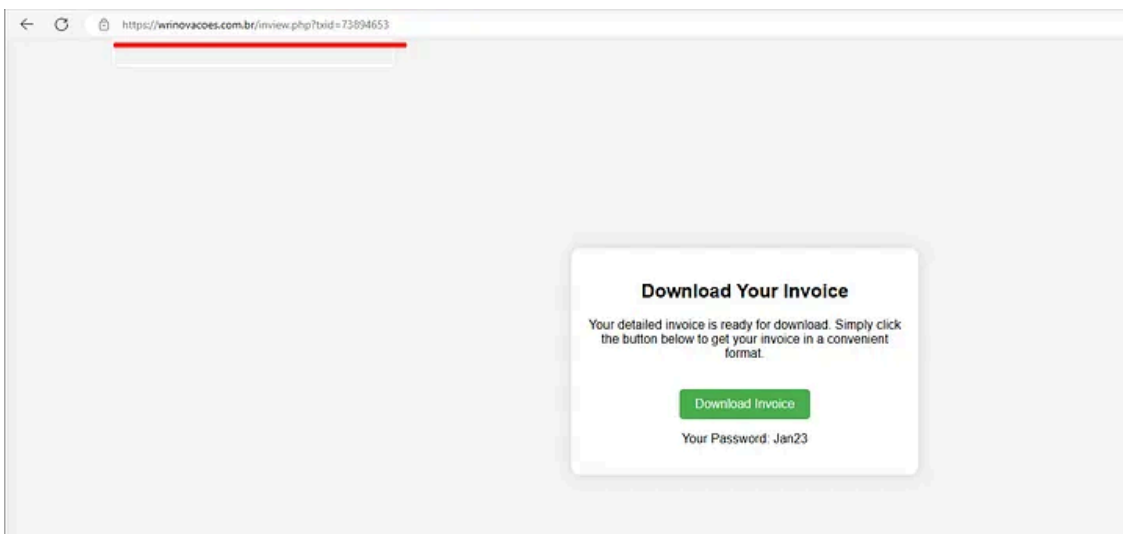 https://wrinovacoes.com.br/inview.php?txid=73894653
Download Your Invoice
Your detailed invoice is ready for download. Simply click
the button below to get your invoice in a convenient
format.
Download Invoice
Your Password: Jan23